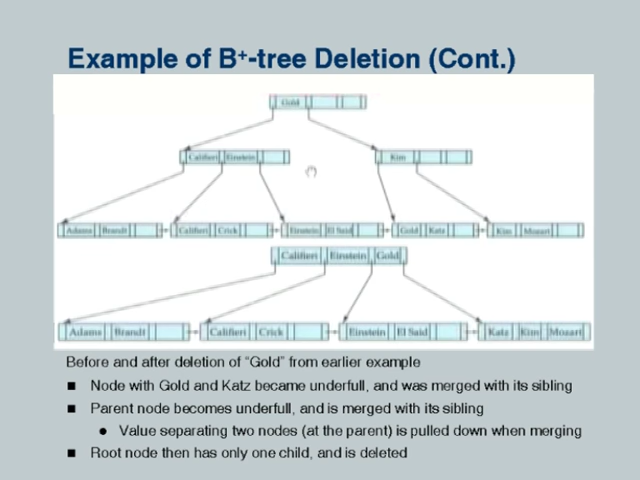 Example of B+-tree Deletion (Cont.)
Gold
Califieri Einstein Kim
Adams Brandt Califieri Crick Einstein El Said Gold Katz Kim Mozart
Califieri Einstein Gold
Adams Brandt Califieri Crick Einstein El Said Katz Kim Mozart
Before and after deletion of “Gold” from earlier example
Node with Gold and Katz became underfull, and was merged with its sibling
Parent node becomes underfull, and is merged with its sibling
Value separating two nodes (at the parent) is pulled down when merging
Root node then has only one child, and is deleted